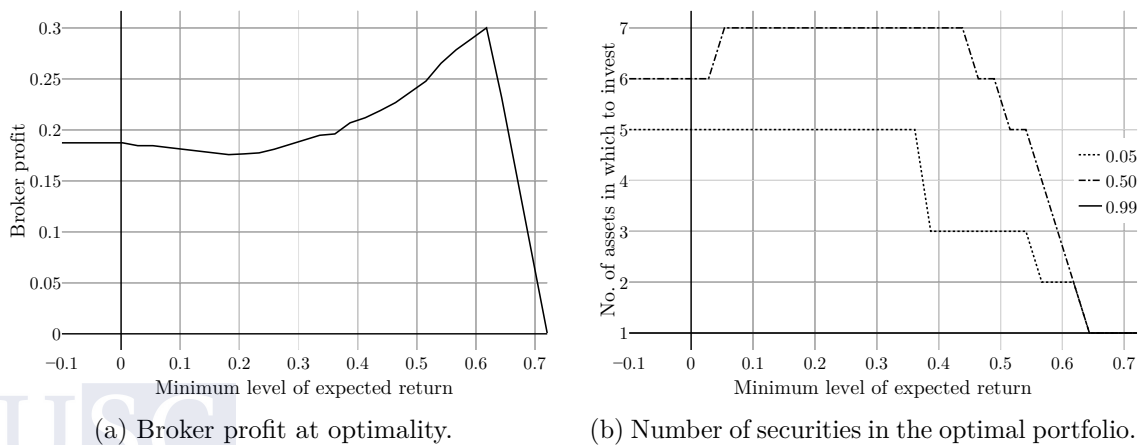 0.3
0.25
0.2
0.15
0.1
0.05
0
Broker profit
−0.1 0 0.1 0.2 0.3 0.4 0.5 0.6 0.7
Minimum level of expected return
(a) Broker profit at optimality.
7
6
5
4
3
2
1
No. of assets in which to invest
0.05
0.50
0.99
−0.1 0 0.1 0.2 0.3 0.4 0.5 0.6 0.7
Minimum level of expected return
(b) Number of securities in the optimal portfolio.
USC